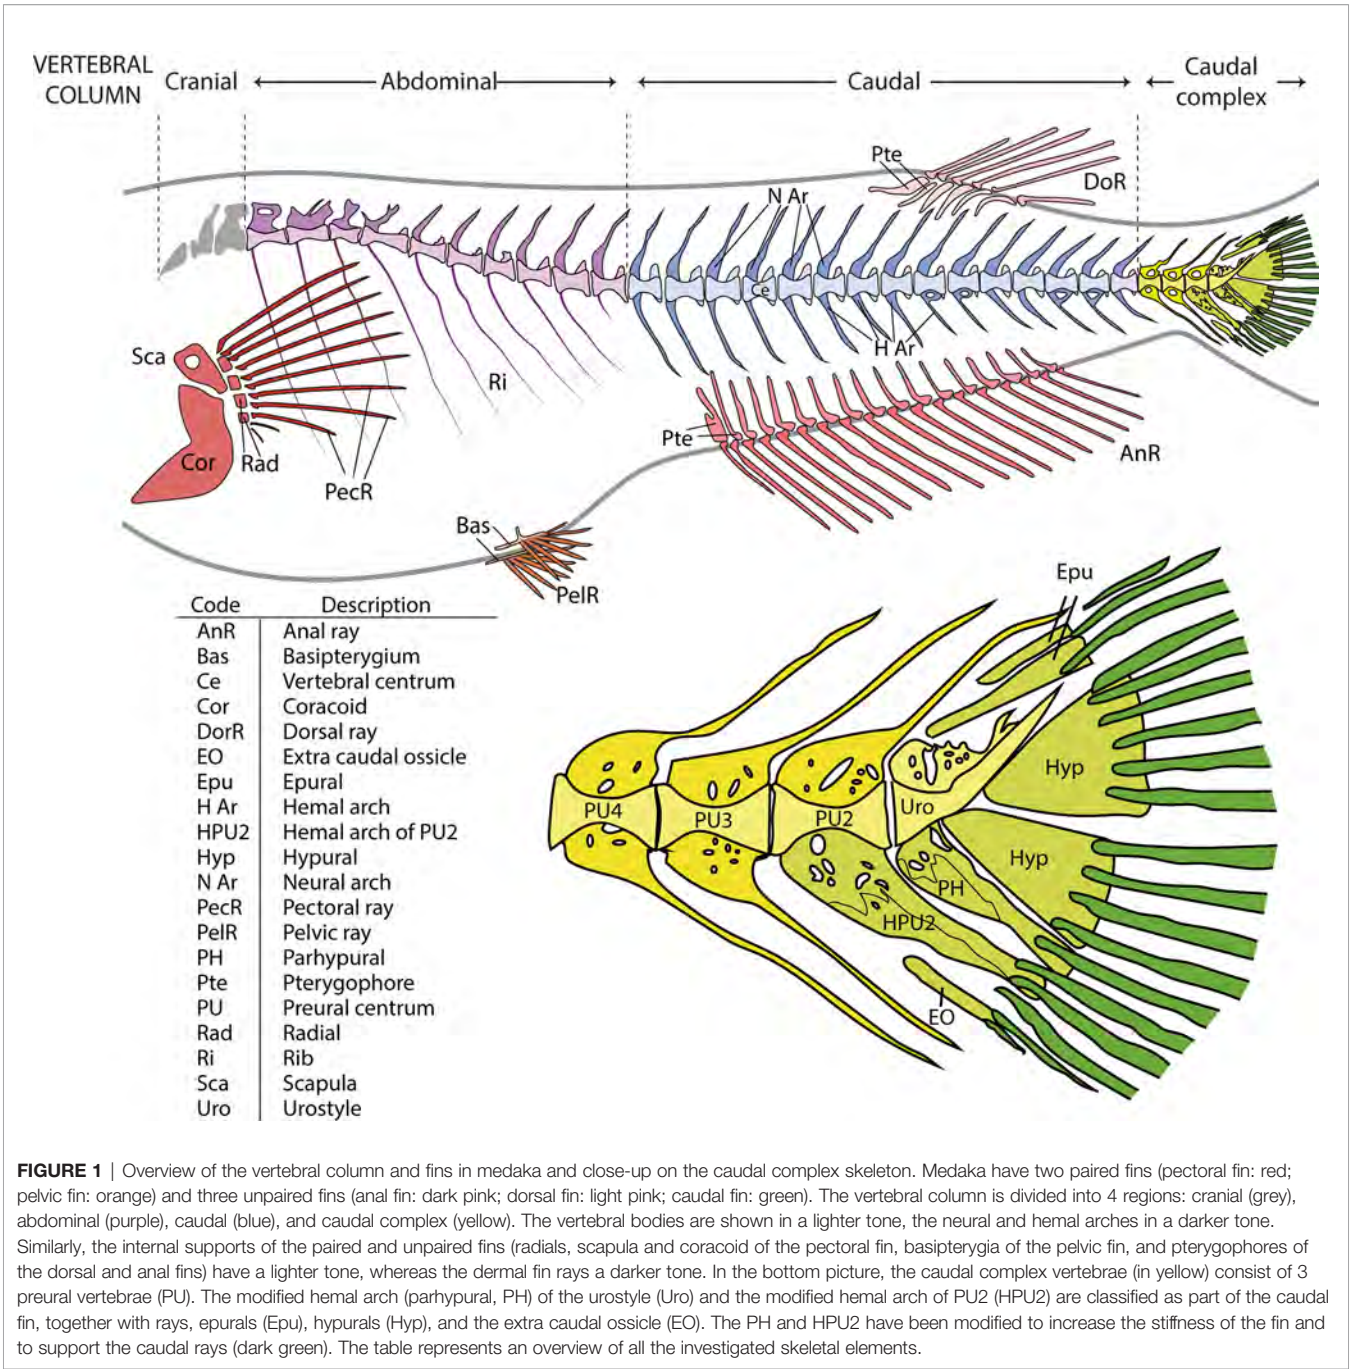 VERTEBRAL
COLUMN
Cranial
Abdominal
Caudal
Caudal
complex
Pte
DoR
N Ar
Ce
H Ar
Sca
Ri
Cor
Rad
PecR
Pte
AnR
Bas
PelR
Code Description
AnR Anal ray
Bas Basipterygium
Ce Vertebral centrum
Cor Coracoid
DorR Dorsal ray
EO Extra caudal ossicle
Epu Epural
H Ar Hemal arch
HPU2 Hemal arch of PU2
Hyp Hypural
N Ar Neural arch
PecR Pectoral ray
PelR Pelvic ray
PH Parhypural
Pte Pterygophore
PU Preural centrum
Rad Radial
Ri Rib
Sca Scapula
Uro Urostyle
Epu
Hyp
PU4
PU3
PU2
Uro
Hyp
PH
HPU2
EO
FIGURE 1 | Overview of the vertebral column and fins in medaka and close-up on the caudal complex skeleton. Medaka have two paired fins (pectoral fin: red;
pelvic fin: orange) and three unpaired fins (anal fin: dark pink; dorsal fin: light pink; caudal fin: green). The vertebral column is divided into 4 regions: cranial (grey),
abdominal (purple), caudal (blue), and caudal complex (yellow). The vertebral bodies are shown in a lighter tone, the neural and hemal arches in a darker tone.
Similarly, the internal supports of the paired and unpaired fins (radials, scapula and coracoid of the pectoral fin, basipterygia of the pelvic fin, and pterygophores of
the dorsal and anal fins) have a lighter tone, whereas the dermal fin rays a darker tone. In the bottom picture, the caudal complex vertebrae (in yellow) consist of 3
preural vertebrae (PU). The modified hemal arch (parhypural, PH) of the urostyle (Uro) and the modified hemal arch of PU2 (HPU2) are classified as part of the caudal
fin, together with rays, epurals (Epu), hypurals (Hyp), and the extra caudal ossicle (EO). The PH and HPU2 have been modified to increase the stiffness of the fin and
to support the caudal rays (dark green). The table represents an overview of all the investigated skeletal elements.